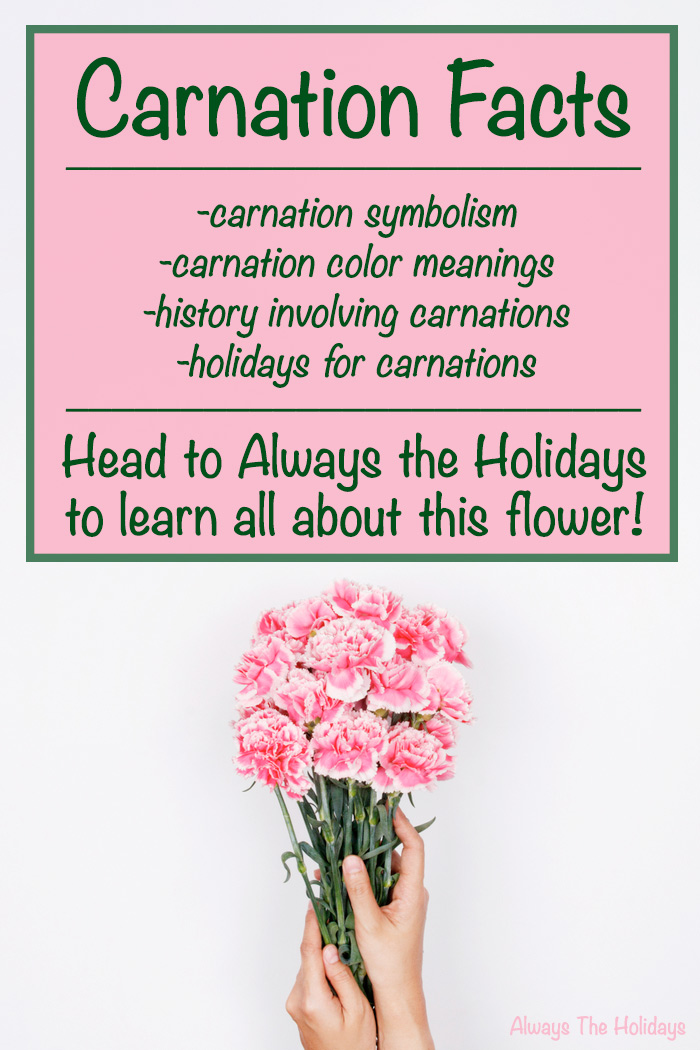 Carnation Facts
-carnation symbolism
-carnation color meanings
-history involving carnations
-holidays for carnations
Head to Always the Holidays
to learn all about this flower!
Always The Holidays